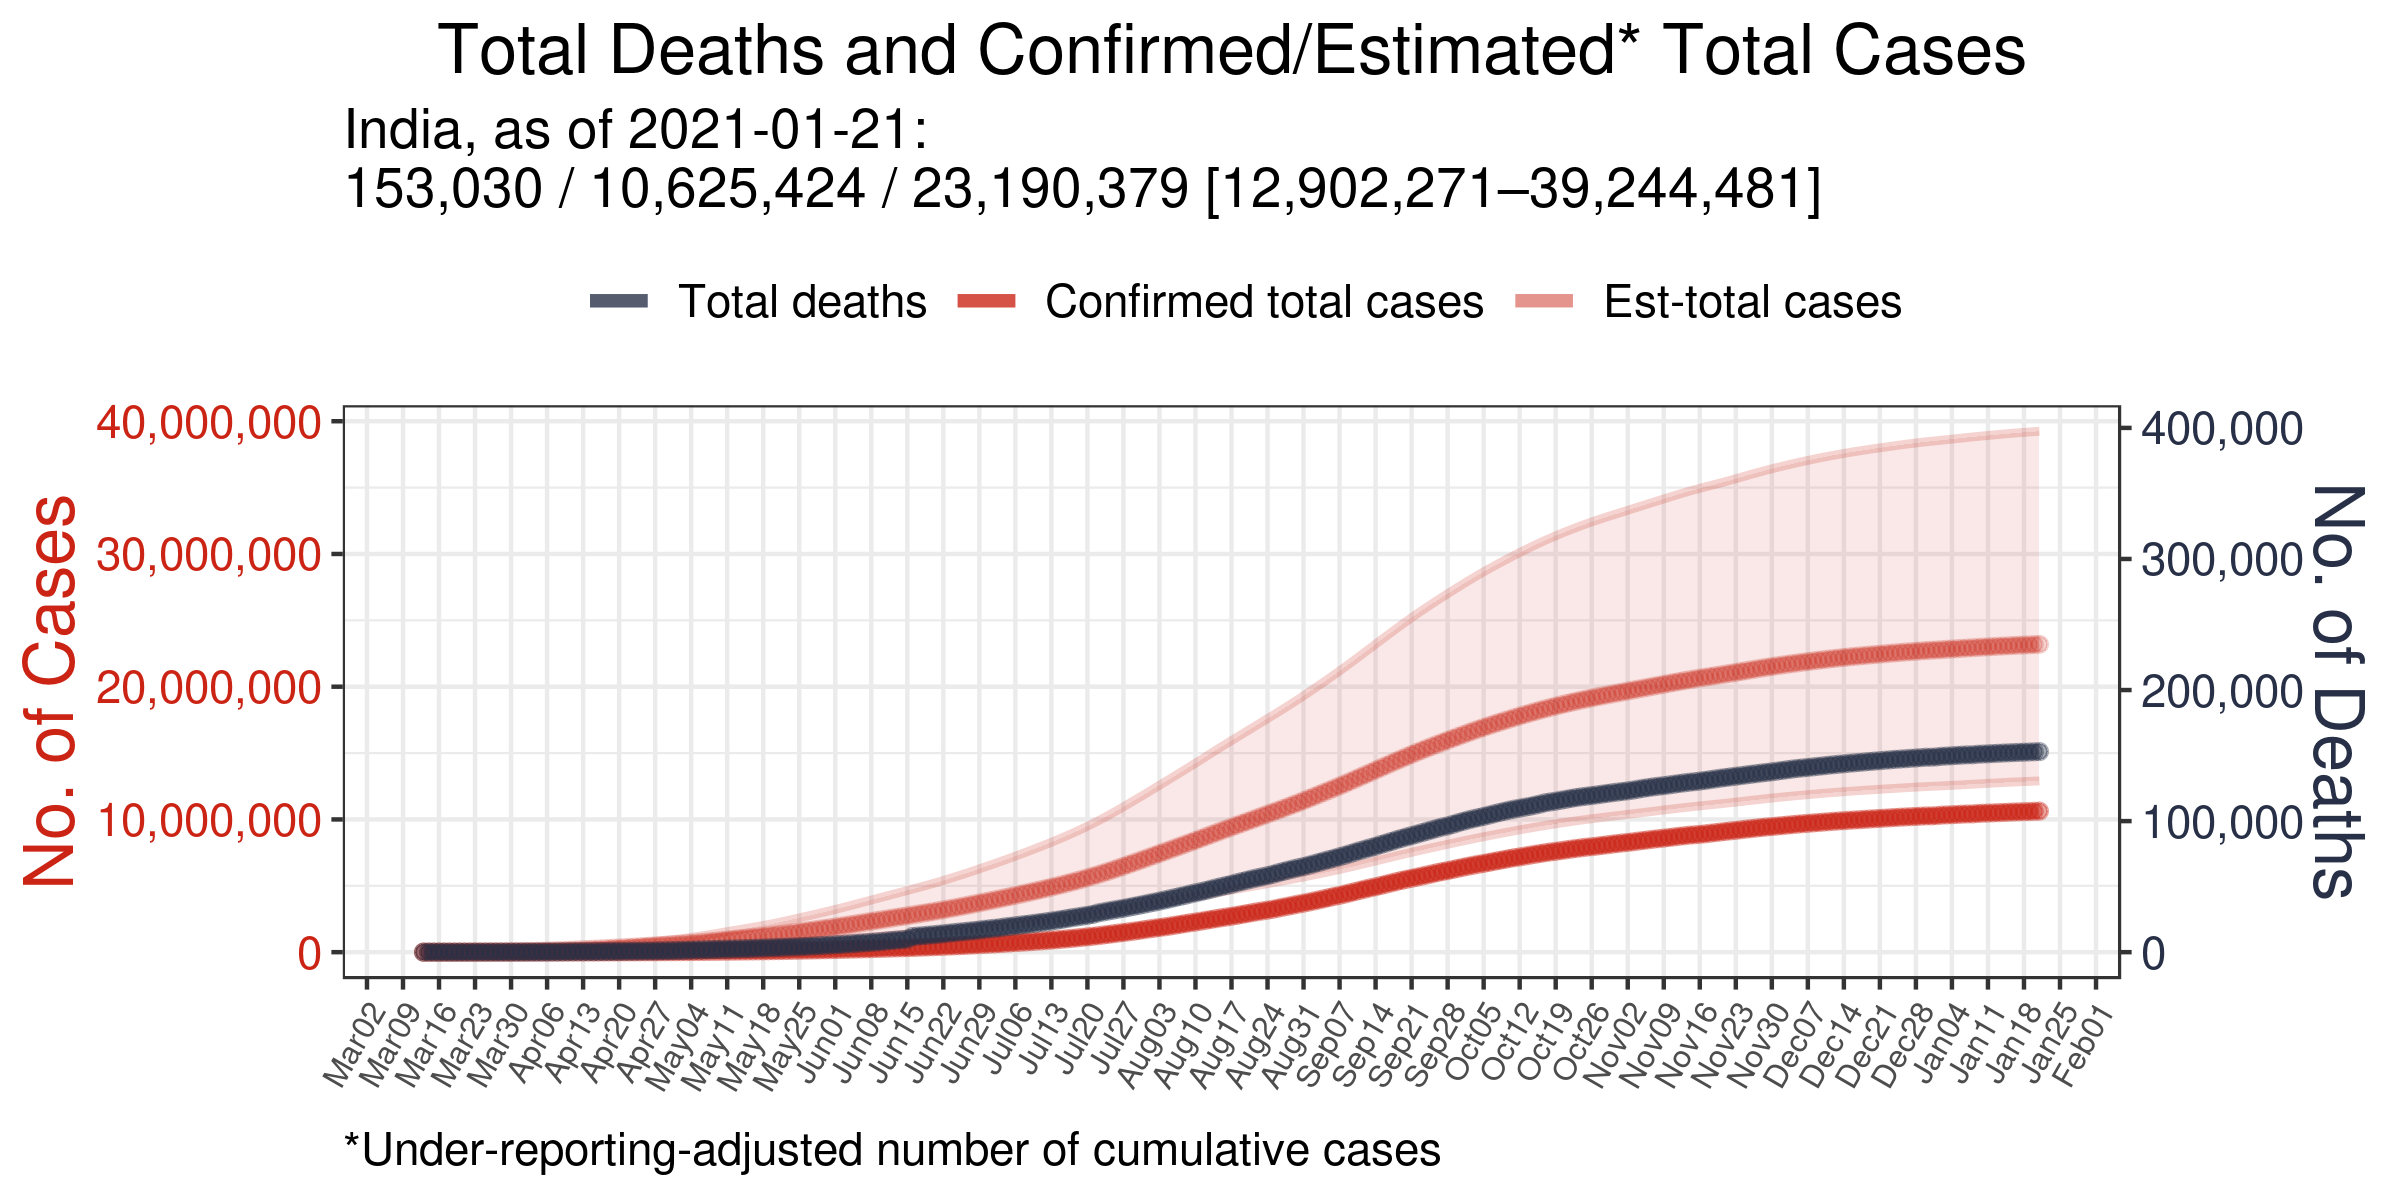 Total Deaths and Confirmed/Estimated* Total Cases
India, as of 2021-01-21:
153,030 / 10,625,424 / 23,190,379 [12,902,271–39,244,481]
Total deaths
Confirmed total cases
Est-total cases
No. of Cases
40,000,000
30,000,000
20,000,000
10,000,000
0
400,000
300,000
200,000
100,000
0
No. of Deaths
Mar02
Mar09
Mar16
Mar23
Mar30
Apr06
Apr13
Apr20
Apr27
May04
May11
May18
May25
Jun01
Jun08
Jun15
Jun22
Jun29
Jul06
Jul13
Jul20
Jul27
Aug03
Aug10
Aug17
Aug24
Aug31
Sep07
Sep14
Sep21
Sep28
Oct05
Oct12
Oct19
Oct26
Nov02
Nov09
Nov16
Nov23
Nov30
Dec07
Dec14
Dec21
Dec28
Jan04
Jan11
Jan18
Jan25
Feb01
*Under-reporting-adjusted number of cumulative cases